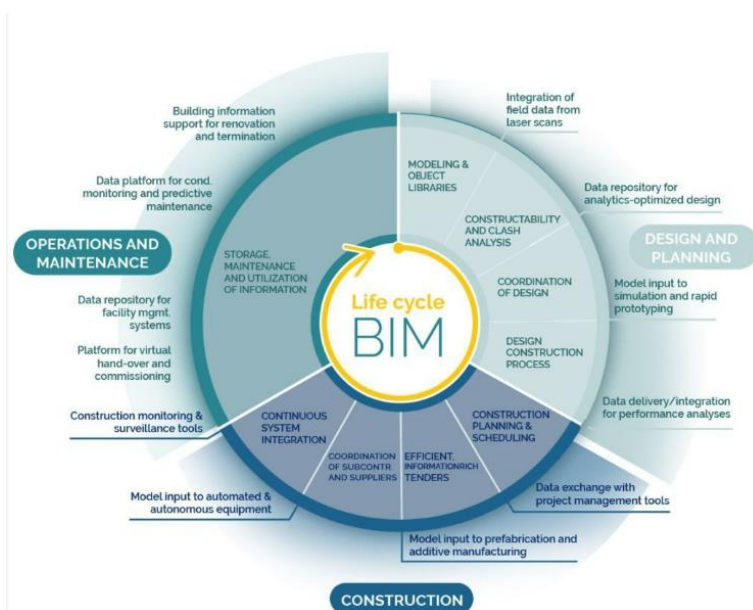 Integration of
field data from
laser scans
Building information
support for renovation
and termination
MODELING &
OBJECT
LIBRARIES
Data platform for cond.
monitoring and predictive
maintenance
Data repository for
analytics-optimized design
CONSTRUCTABILITY
AND CLASH
ANALYSIS
OPERATIONS AND
MAINTENANCE
DESIGN AND
PLANNING
STORAGE,
MAINTENANCE
AND UTILIZATION
OF INFORMATION
COORDINATION
OF DESIGN
Model input to
simulation and rapid
prototyping
Life cycle
BIM
Data repository for
facility mgmt.
systems
DESIGN
CONSTRUCTION
PROCESS
Platform for virtual
hand-over and
commissioning
Data delivery/integration
for performance analyses
Construction monitoring &
surveillance tools
CONTINUOUS
SYSTEM
INTEGRATION
CONSTRUCTION
PLANNING &
SCHEDULING
COORDINATION
OF SUBCONTR.
AND SUPPLIERS
EFFICIENT,
INFORMATIONRICH
TENDERS
Model input to automated &
autonomous equipment
Data exchange with
project management tools
Model input to prefabrication and
additive manufacturing
CONSTRUCTION